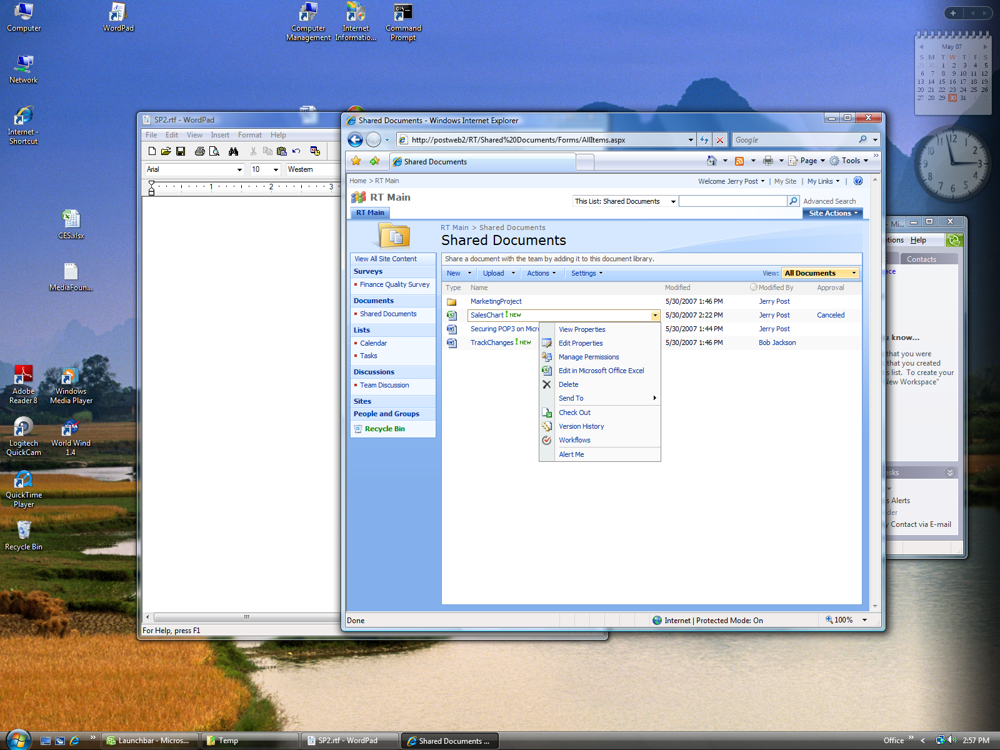 Computer
WordPad
Computer
Management
Internet
Informatio...
Command
Prompt
Network
Internet -
Shortcut
CES.xlsx
MediaFoun...
Adobe
Reader 8
Windows
Media Player
Logitech
QuickCam
World Wind
1.4
QuickTime
Player
Recycle Bin
May 07
S M T W T F S
29 30 1 2 3 4 5
6 7 8 9 10 11 12
13 14 15 16 17 18 19
20 21 22 23 24 25 26
27 28 29 30 31 1 2
12 1 2 3 4 5 6 7 8 9 10 11
SP2.rtf - WordPad
File Edit View Insert Format Help
Arial 10 Western
1 2 3
For Help, press F1
Shared Documents - Windows Internet Explorer
http://postweb2/RT/Shared%20Documents/Forms/AllItems.aspx
Google
Shared Documents
Page Tools
Home > RT Main
Welcome Jerry Post | My Site | My Links |
RT Main
This List: Shared Documents
Advanced Search
RT Main
Site Actions
RT Main > Shared Documents
Shared Documents
View All Site Content
Surveys
Finance Quality Survey
Documents
Shared Documents
Lists
Calendar
Tasks
Discussions
Team Discussion
Sites
People and Groups
Recycle Bin
Share a document with the team by adding it to this document library.
New Upload Actions Settings View: All Documents
Type Name Modified Modified By Approval
MarketingProject 5/30/2007 1:46 PM Jerry Post
SalesChart ! NEW 5/30/2007 2:22 PM Jerry Post Canceled
Securing POP3 on Micr 5/30/2007 1:44 PM Jerry Post
TrackChanges ! NEW 5/30/2007 1:46 PM Bob Jackson
View Properties
Edit Properties
Manage Permissions
Edit in Microsoft Office Excel
Delete
Send To
Check Out
Version History
Workflows
Alert Me
Done
Internet | Protected Mode: On
100%
- Mi...
tions Help
Contacts
ace
u know...
that you were
that you created
s list. To create your
New Workspace"
asks
s Alerts
der
y Contact via E-mail
Launchbar - Micros...
Temp
SP2.rtf - WordPad
Shared Documents ...
Office
2:57 PM